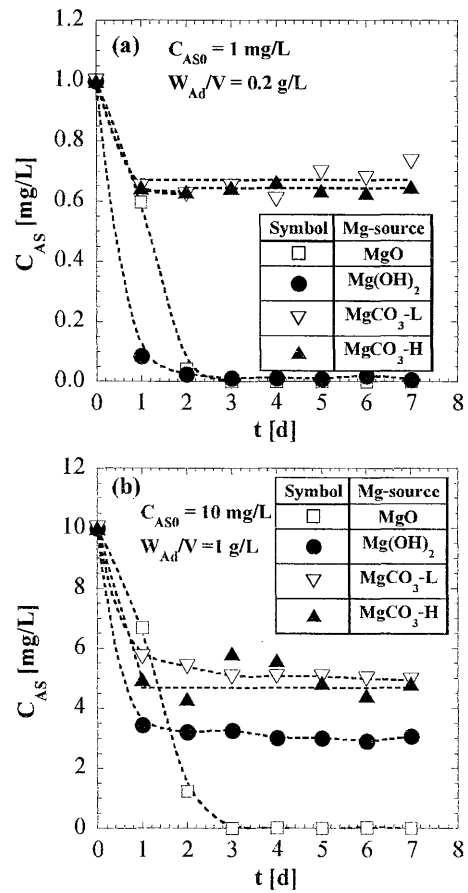 (a)
C_AS0 = 1 mg/L
W_Ad/V = 0.2 g/L
C_AS [mg/L]
1.0
0.8
0.6
0.4
0.2
0.0
Symbol Mg-source
MgO
Mg(OH)2
MgCO3-L
MgCO3-H
0 1 2 3 4 5 6 7 8
t [d]
(b)
C_AS0 = 10 mg/L
W_Ad/V =1 g/L
C_AS [mg/L]
12
10
8
6
4
2
0
Symbol Mg-source
MgO
Mg(OH)2
MgCO3-L
MgCO3-H
0 1 2 3 4 5 6 7 8
t [d]